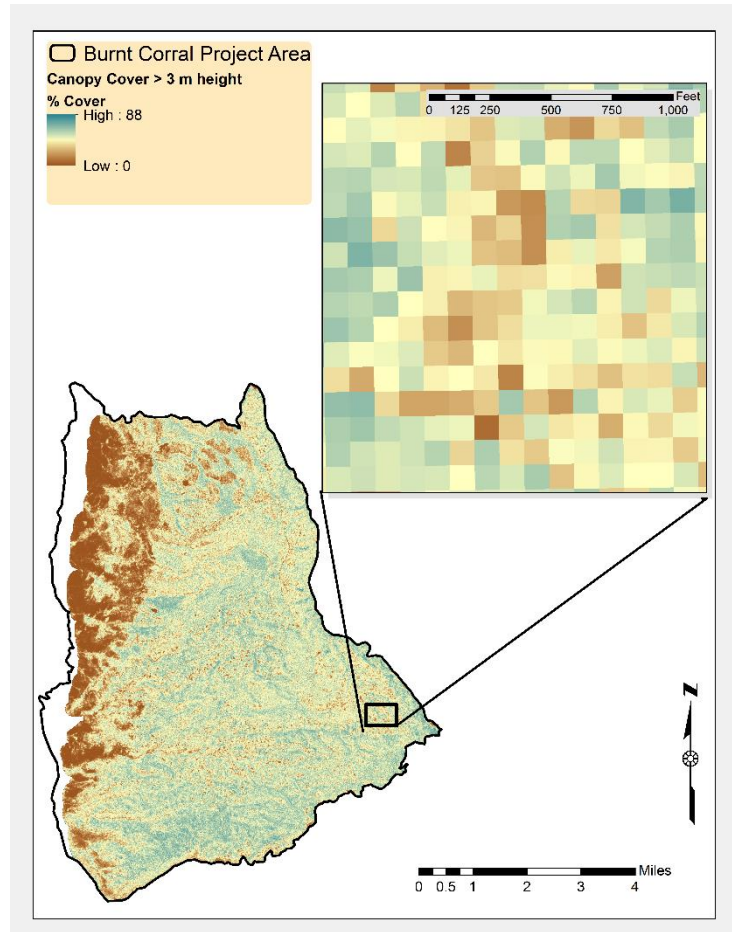 Burnt Corral Project Area
Canopy Cover > 3 m height
% Cover
High : 88
Low : 0
Feet
0 125 250 500 750 1,000
N
Miles
0 0.5 1 2 3 4